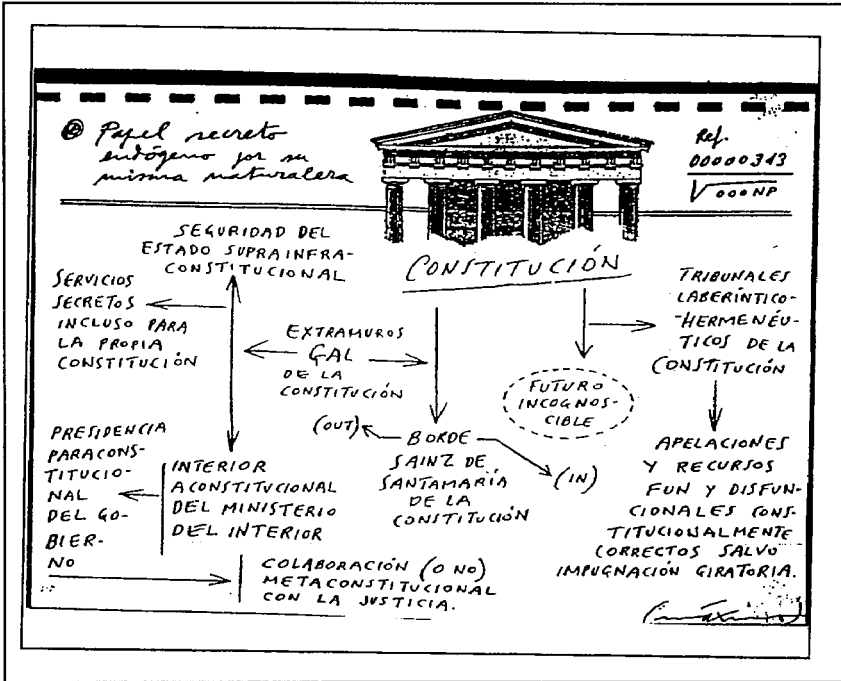 Papel secreto
endógeno por su
misma naturaleza
Ref.
00000313
√000NP
SEGURIDAD DEL
ESTADO SUPRAINFRA-
CONSTITUCIONAL
CONSTITUCIÓN
SERVICIOS
SECRETOS
INCLUSO PARA
LA PROPIA
CONSTITUCIÓN
EXTRAMUROS
GAL
DE LA
CONSTITUCIÓN
TRIBUNALES
LABERÍNTICO-
-HERMENÉU-
TICOS DE LA
CONSTITUCIÓN
FUTURO
INCOGNOS-
CIBLE
PRESIDENCIA
PARACONS-
TITUCIO-
NAL
DEL GO-
BIER-
NO
INTERIOR
ACONSTITUCIONAL
DEL MINISTERIO
DEL INTERIOR
(OUT)
BORDE
SAINZ DE
SANTAMARÍA
DE LA
CONSTITUCIÓN
(IN)
APELACIONES
Y RECURSOS
FUN Y DISFUN-
CIONALES CONS-
TITUCIONALMENTE
CORRECTOS SALVO
IMPUGNACIÓN GIRATORIA.
COLABORACIÓN (O NO)
METACONSTITUCIONAL
CON LA JUSTICIA.
(máximo)